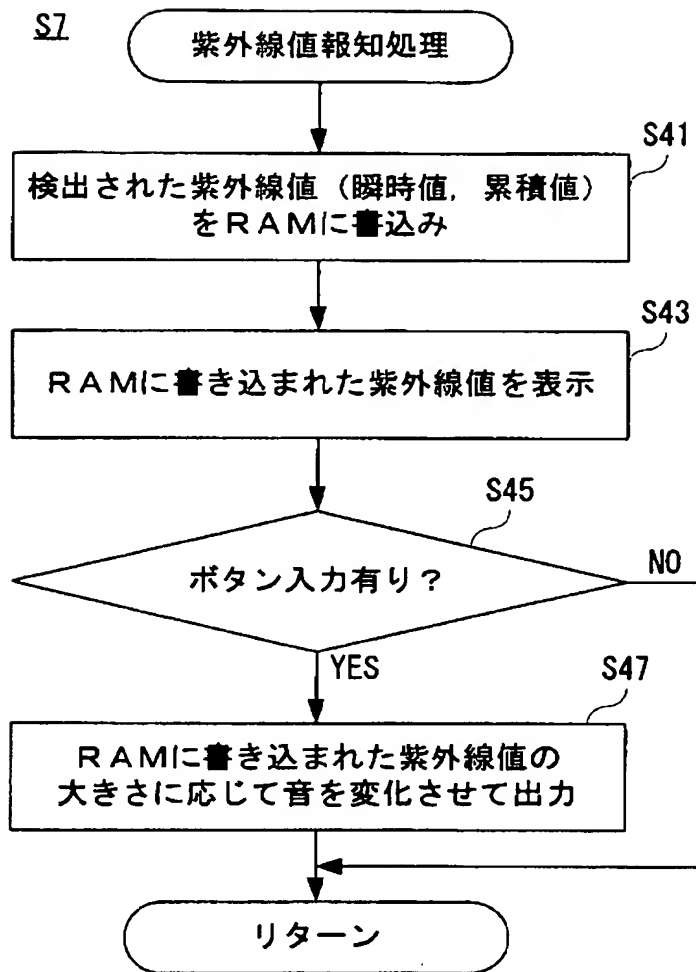 S7
紫外線値報知処理
S41
検出された紫外線値（瞬時値，累積値）
をRAMに書込み
S43
RAMに書き込まれた紫外線値を表示
S45
ボタン入力有り？
NO
YES
S47
RAMに書き込まれた紫外線値の
大きさに応じて音を変化させて出力
リターン